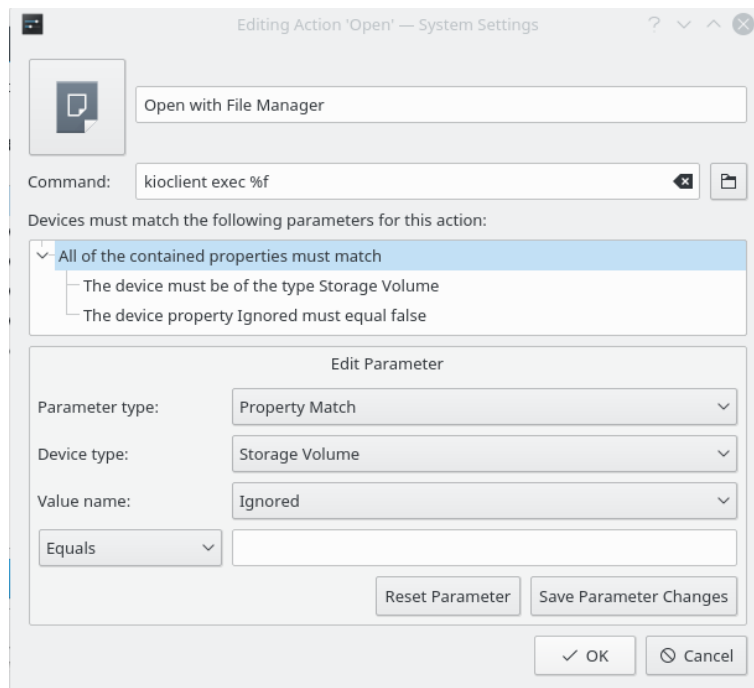 Editing Action 'Open' — System Settings
Open with File Manager
Command: kioclient exec %f
Devices must match the following parameters for this action:
All of the contained properties must match
The device must be of the type Storage Volume
The device property Ignored must equal false
Edit Parameter
Parameter type: Property Match
Device type: Storage Volume
Value name: Ignored
Equals
Reset Parameter Save Parameter Changes
OK Cancel